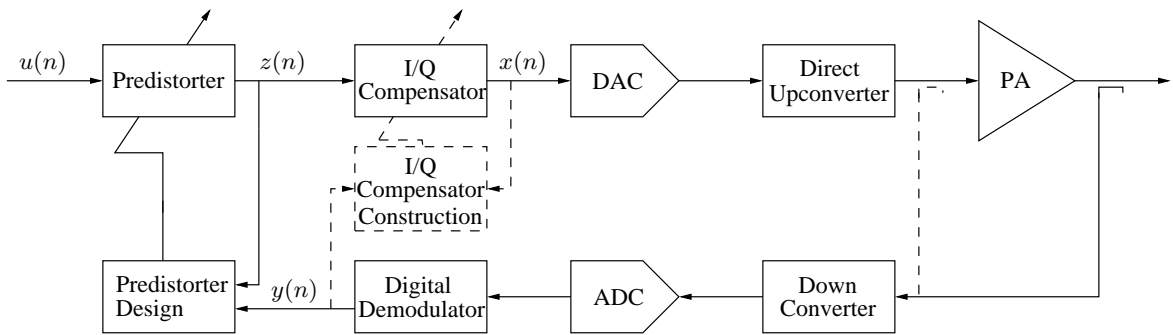 u(n)
Predistorter
z(n)
I/Q
Compensator
x(n)
DAC
Direct
Upconverter
PA
I/Q
Compensator
Construction
Predistorter
Design
y(n)
Digital
Demodulator
ADC
Down
Converter